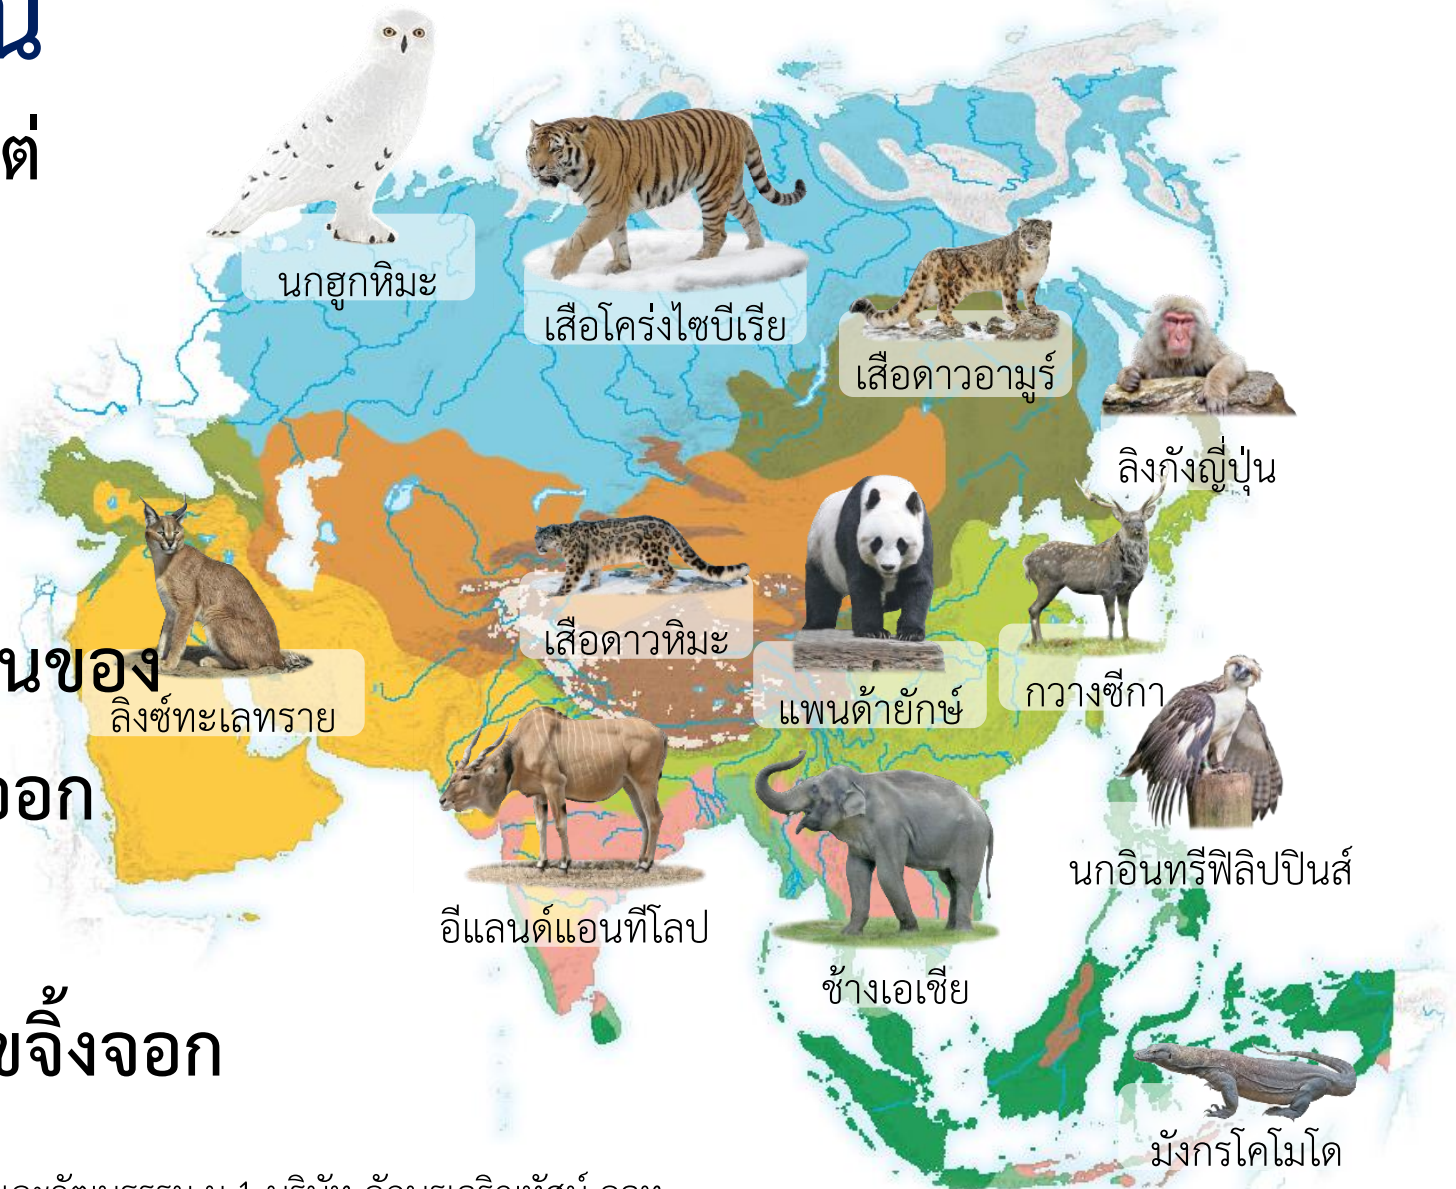 น
ต่
นกฮูกหิมะ
เสือโคร่งไซบีเรีย
เสือดาวอามูร์
ลิงกังญี่ปุ่น
เสือดาวหิมะ
นของ
ลิงซ์ทะเลทราย
แพนด้ายักษ์
กวางซีกา
ออก
นกอินทรีฟิลิปปินส์
อีแลนด์แอนทีโลป
ช้างเอเชีย
ขจิ้งจอก
มังกรโคโมโด